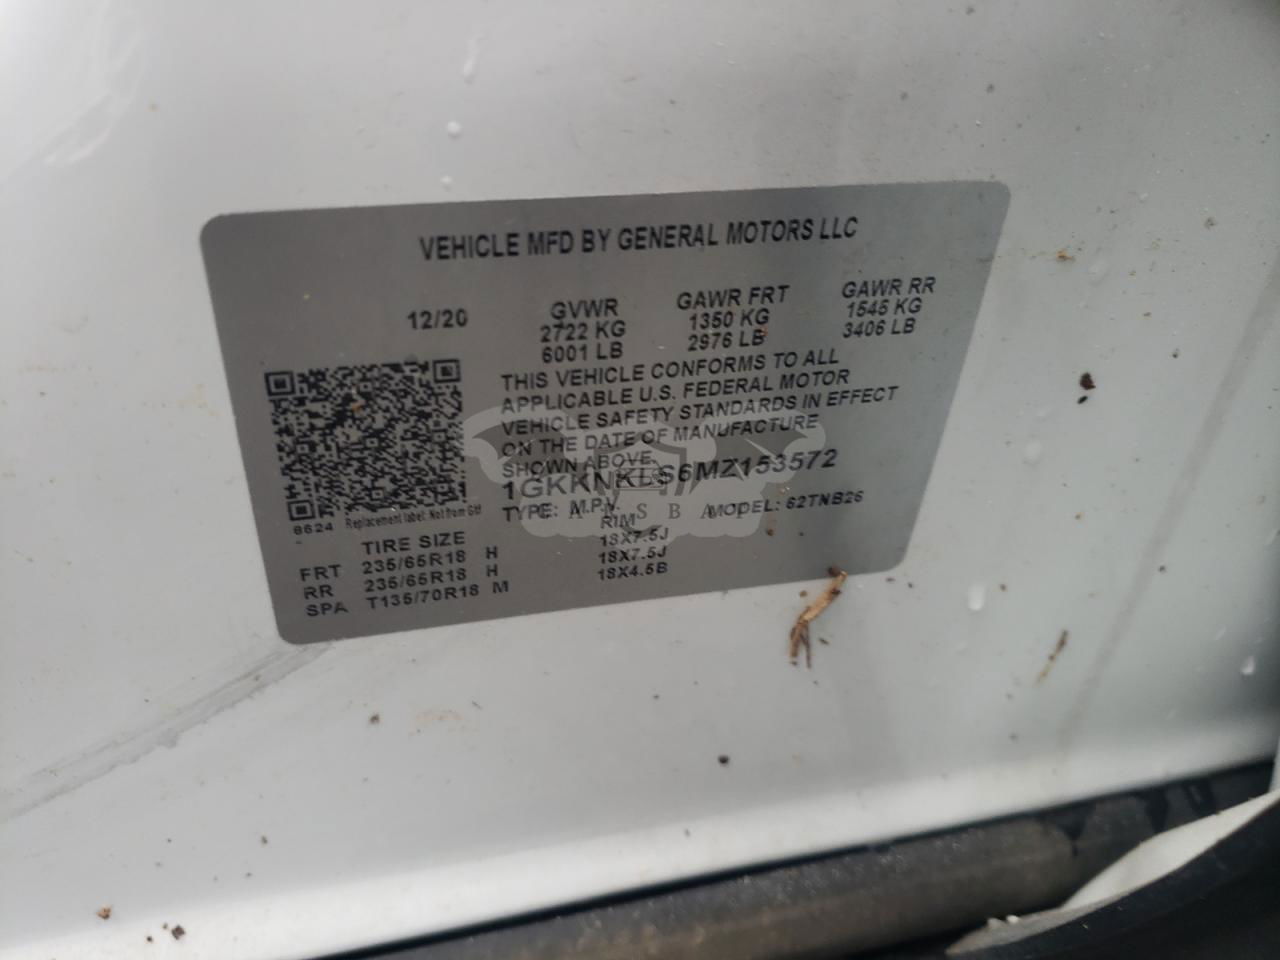 VEHICLE MFD BY GENERAL MOTORS LLC
12/20
GVWR
2722 KG
6001 LB
GAWR FRT
1350 KG
2976 LB
GAWR RR
1545 KG
3406 LB
THIS VEHICLE CONFORMS TO ALL
APPLICABLE U.S. FEDERAL MOTOR
VEHICLE SAFETY STANDARDS IN EFFECT
ON THE DATE OF MANUFACTURE
SHOWN ABOVE.
1GKKNKLS6MZ153572
TYPE: M.P.V. MODEL: 62TNB26
8624 Replacement label: Not from GM
TIRE SIZE RIM
FRT 235/65R18 H 18X7.5J
RR 235/65R18 H 18X7.5J
SPA T135/70R18 M 18X4.5B